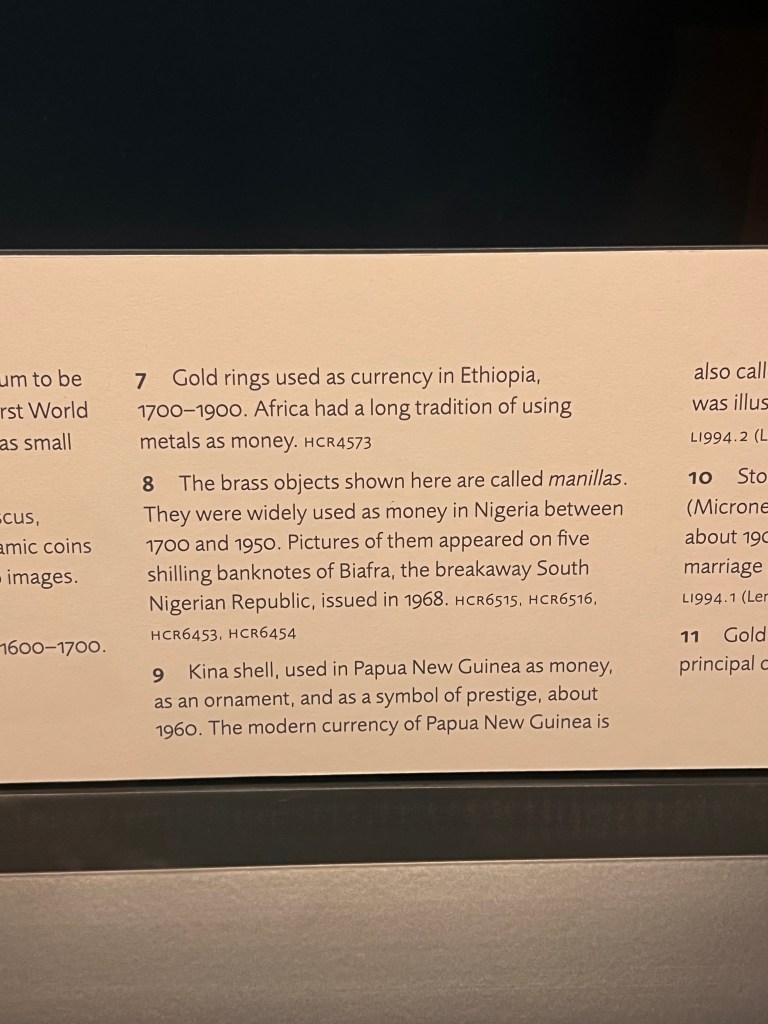 um to be
rst World
as small
scus,
amic coins
images.
1600–1700.
7 Gold rings used as currency in Ethiopia,
1700–1900. Africa had a long tradition of using
metals as money. HCR4573
8 The brass objects shown here are called manillas.
They were widely used as money in Nigeria between
1700 and 1950. Pictures of them appeared on five
shilling banknotes of Biafra, the breakaway South
Nigerian Republic, issued in 1968. HCR6515, HCR6516,
HCR6453, HCR6454
9 Kina shell, used in Papua New Guinea as money,
as an ornament, and as a symbol of prestige, about
1960. The modern currency of Papua New Guinea is
also call
was illus
LI994.2 (L
10 Sto
(Microne
about 190
marriage
LI994.1 (Ler
11 Gold
principal c